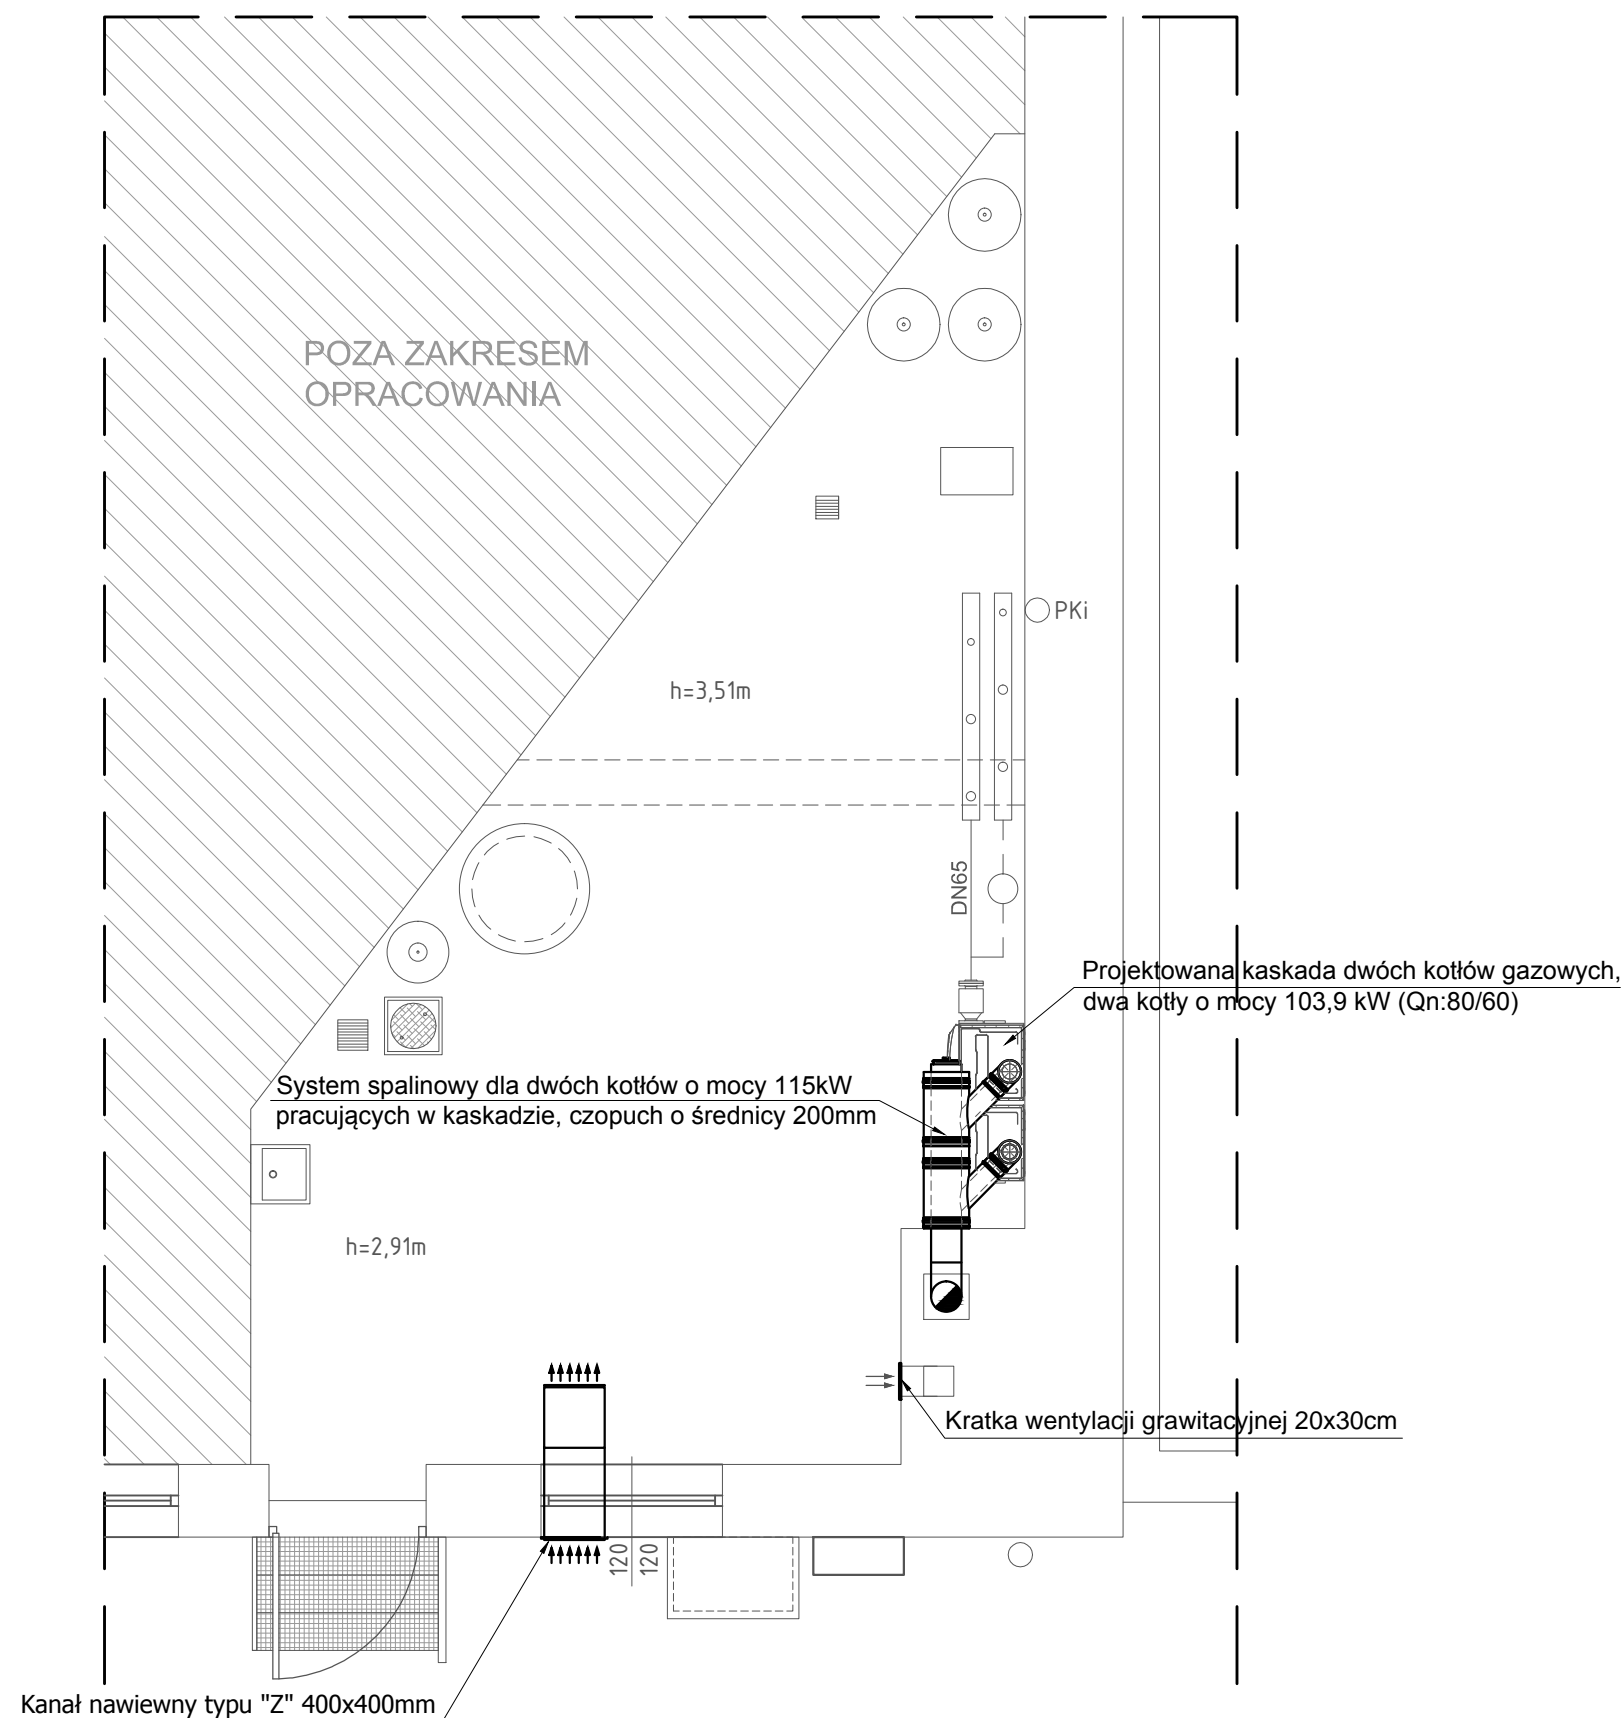 POZA ZAKRESEM
OPRACOWANIA
PKi
h=3,51m
DN65
Projektowana kaskada dwóch kotłów gazowych,
dwa kotły o mocy 103,9 kW (Qn:80/60)
System spalinowy dla dwóch kotłów o mocy 115kW
pracujących w kaskadzie, czopuch o średnicy 200mm
h=2,91m
Kratka wentylacji grawitacyjnej 20x30cm
120
120
Kanał nawiewny typu "Z" 400x400mm